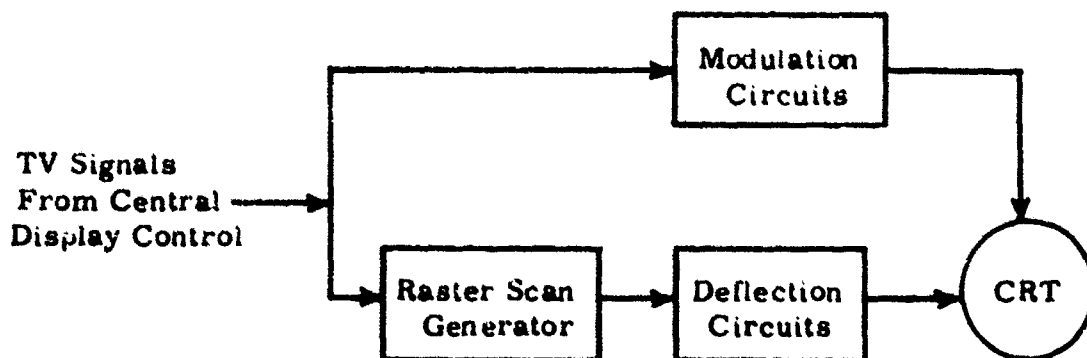 Modulation
Circuits
TV Signals
From Central
Display Control
Raster Scan
Generator
Deflection
Circuits
CRT